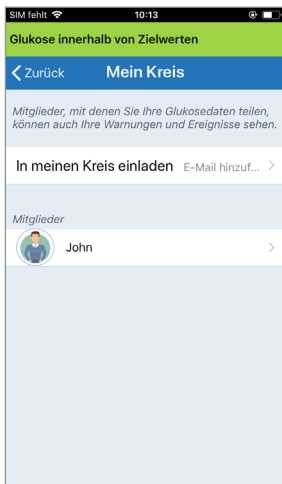 SIM fehlt 10:13
Glukose innerhalb von Zielwerten
Zurück Mein Kreis
Mitglieder, mit denen Sie Ihre Glukosedaten teilen,
können auch Ihre Warnungen und Ereignisse sehen.
In meinen Kreis einladen E-Mail hinzuf...
Mitglieder
John